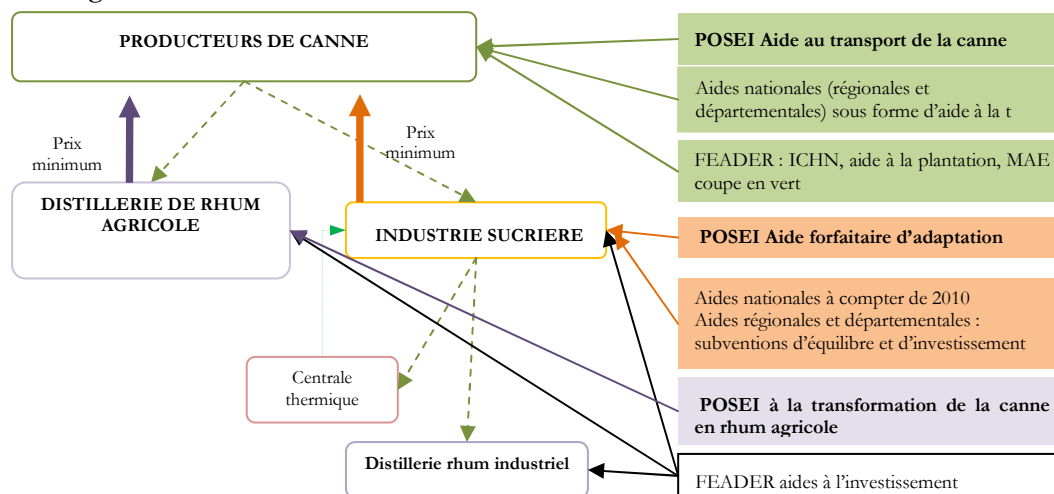 PRODUCTEURS DE CANNE
POSEI Aide au transport de la canne
Aides nationales (régionales et
départementales) sous forme d'aide à la t
Prix
minimum
Prix
minimum
FEADER : ICHN, aide à la plantation, MAE
coupe en vert
DISTILLERIE DE RHUM
AGRICOLE
INDUSTRIE SUCRIERE
POSEI Aide forfaitaire d'adaptation
Aides nationales à compter de 2010
Aides régionales et départementales :
subventions d'équilibre et d'investissement
Centrale
thermique
POSEI à la transformation de la canne
en rhum agricole
Distillerie rhum industriel
FEADER aides à l'investissement